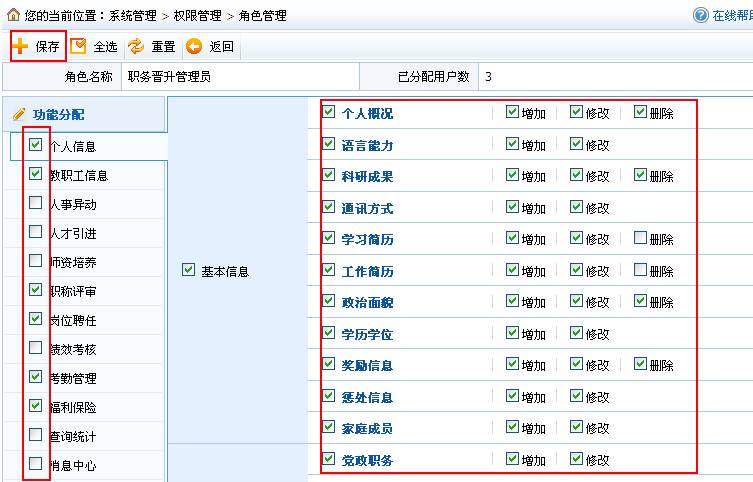 您的当前位置：系统管理 > 权限管理 > 角色管理 在线帮
保存 全选 重置 返回
角色名称 职务晋升管理员 已分配用户数 3
功能分配
个人信息
教职工信息
人事异动
人才引进
师资培养
职称评审
岗位聘任
绩效考核
考勤管理
福利保险
查询统计
消息中心
基本信息
个人概况 增加 修改 删除
语言能力 增加 修改
科研成果 增加 修改 删除
通讯方式 增加 修改
学习简历 增加 修改 删除
工作简历 增加 修改 删除
政治面貌 增加 修改 删除
学历学位 增加 修改
奖励信息 增加 修改 删除
惩处信息 增加 修改
家庭成员 增加 修改
党政职务 增加 修改